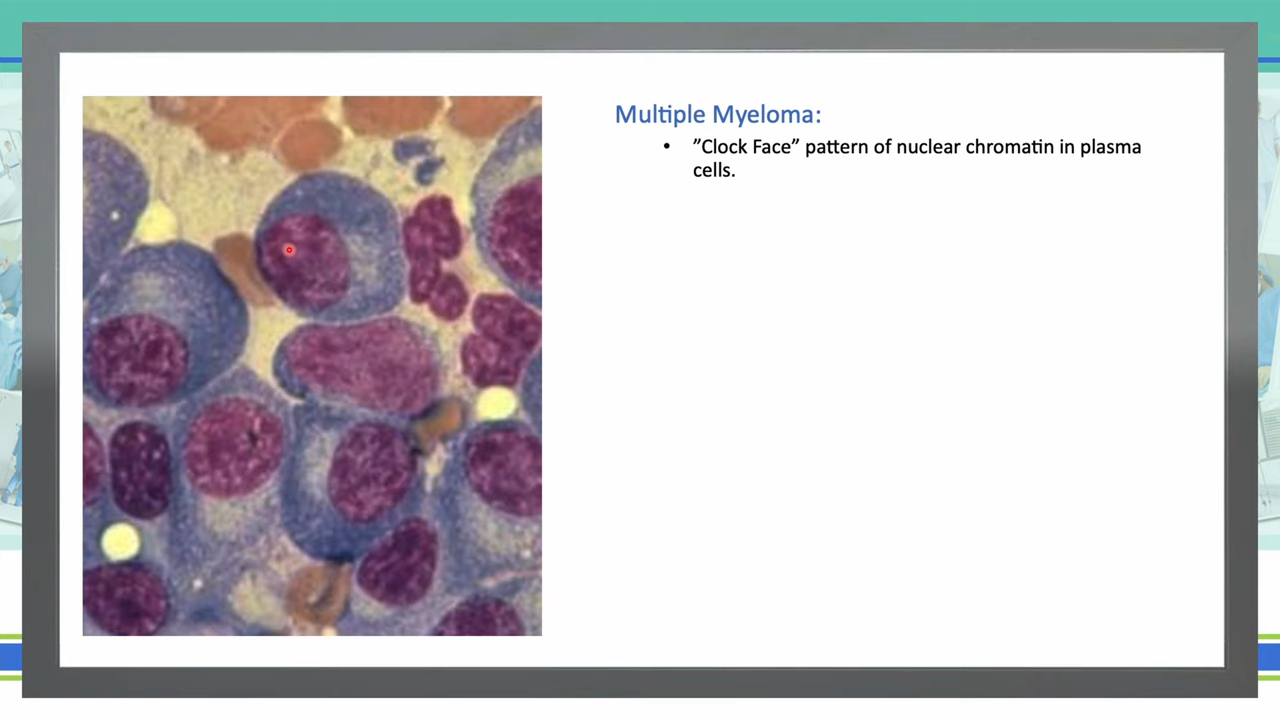 Multiple Myeloma:
• ”Clock Face” pattern of nuclear chromatin in plasma
cells.